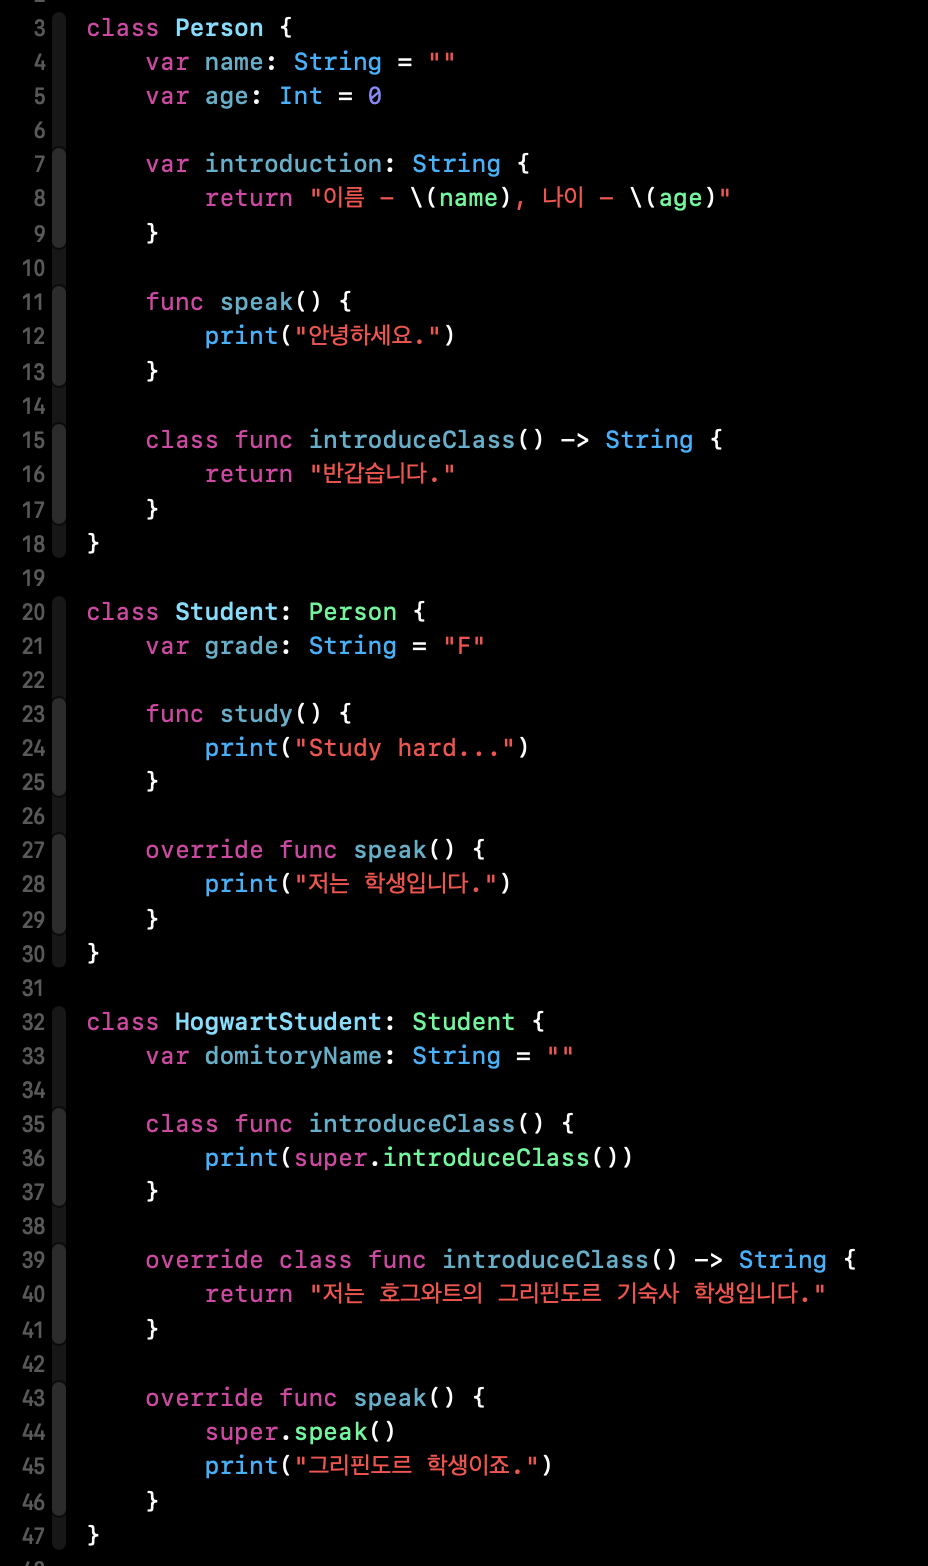 3 class Person {
4 var name: String = ""
5 var age: Int = 0
6
7 var introduction: String {
8 return "이름 - \(name), 나이 - \(age)"
9 }
10
11 func speak() {
12 print("안녕하세요.")
13 }
14
15 class func introduceClass() -> String {
16 return "반갑습니다."
17 }
18 }
19
20 class Student: Person {
21 var grade: String = "F"
22
23 func study() {
24 print("Study hard...")
25 }
26
27 override func speak() {
28 print("저는 학생입니다.")
29 }
30 }
31
32 class HogwartStudent: Student {
33 var domitoryName: String = ""
34
35 class func introduceClass() {
36 print(super.introduceClass())
37 }
38
39 override class func introduceClass() -> String {
40 return "저는 호그와트의 그리핀도르 기숙사 학생입니다."
41 }
42
43 override func speak() {
44 super.speak()
45 print("그리핀도르 학생이죠.")
46 }
47 }